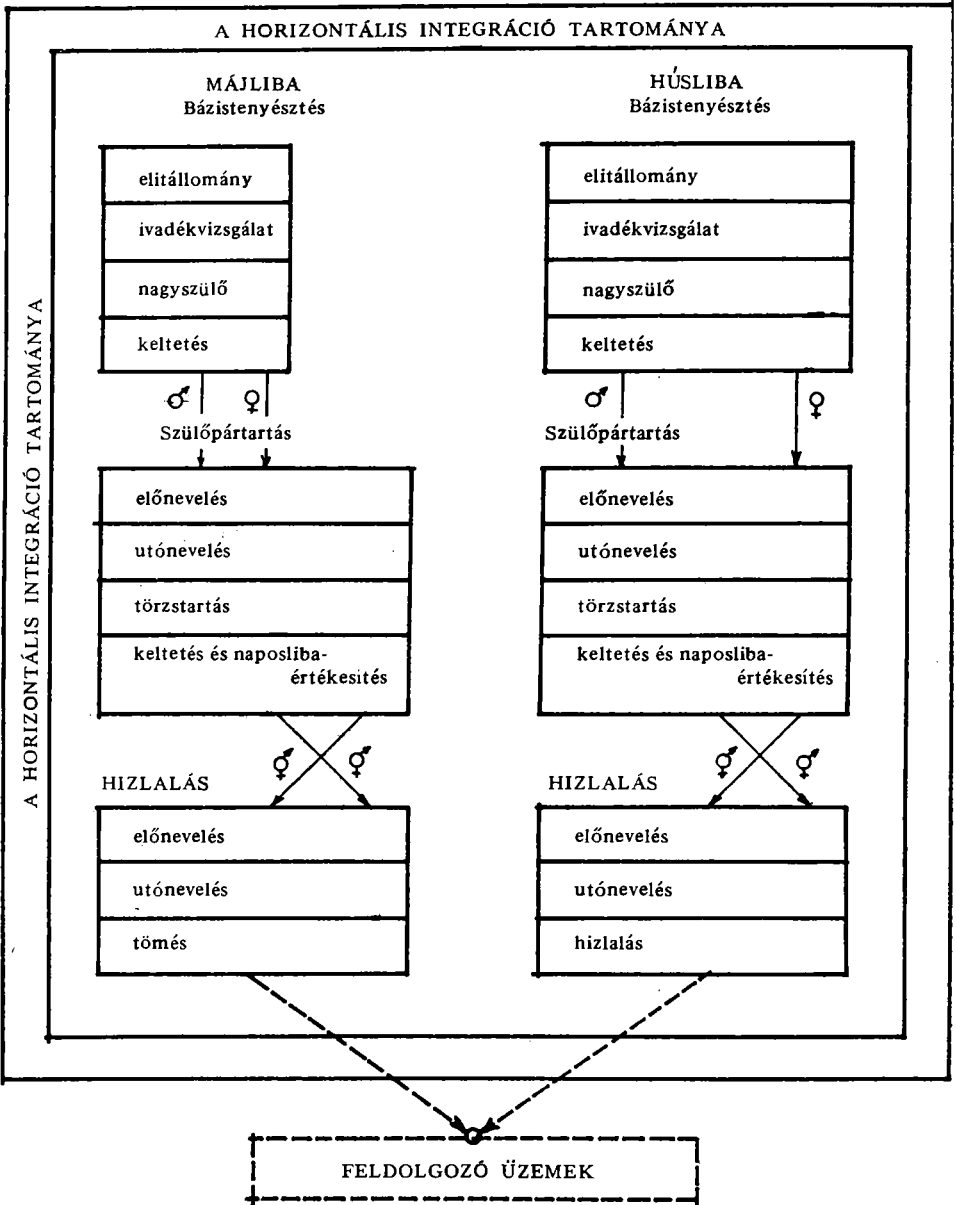 A HORIZONTÁLIS INTEGRÁCIÓ TARTOMÁNYA
A HORIZONTÁLIS INTEGRÁCIÓ TARTOMÁNYA
MÁJLIBA
Bázistenyésztés
elitállomány
ivadékvizsgálat
nagyszülő
keltetés
♂ ♀
Szülőpártartás
előnevelés
utónevelés
törzstartás
keltetés és naposliba-
értékesítés
⚥ ⚥
HIZLALÁS
előnevelés
utónevelés
tömés
HÚSLIBA
Bázistenyésztés
elitállomány
ivadékvizsgálat
nagyszülő
keltetés
♂ ♀
Szülőpártartás
előnevelés
utónevelés
törzstartás
keltetés és naposliba-
értékesítés
⚥ ⚥
HIZLALÁS
előnevelés
utónevelés
hizlalás
FELDOLGOZÓ ÜZEMEK